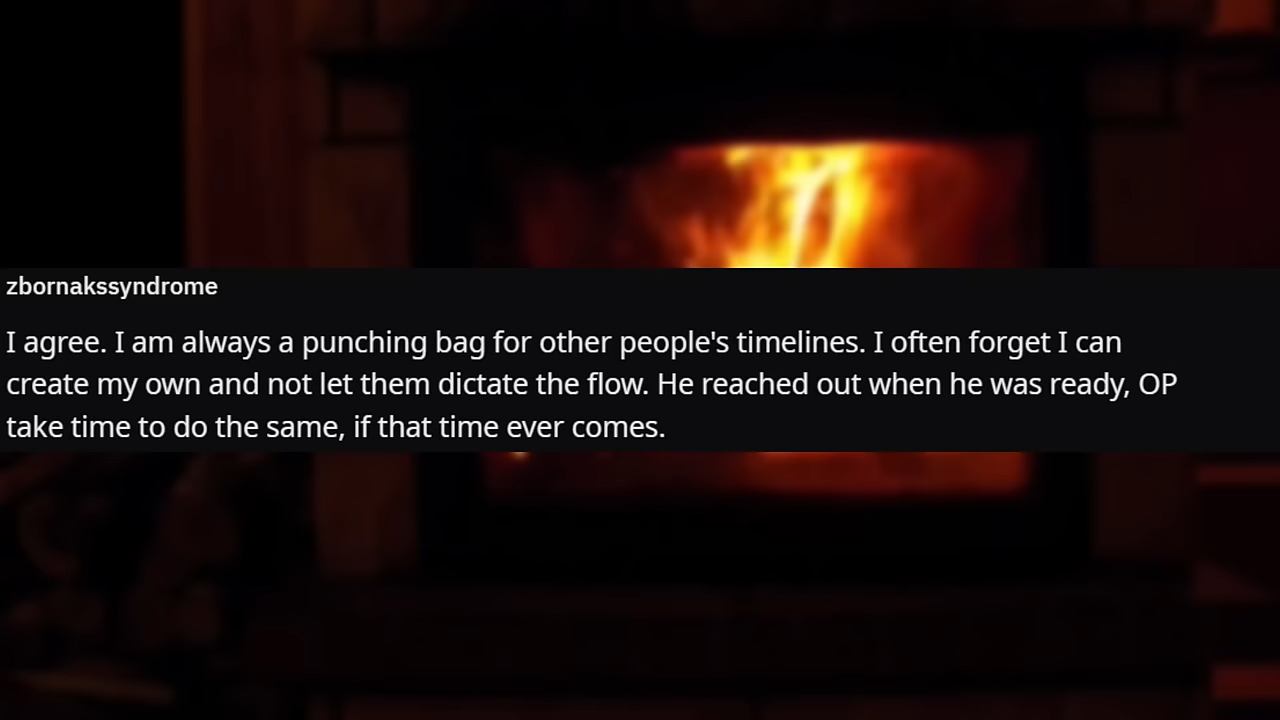 zbornakssyndrome
I agree. I am always a punching bag for other people's timelines. I often forget I can
create my own and not let them dictate the flow. He reached out when he was ready, OP
take time to do the same, if that time ever comes.